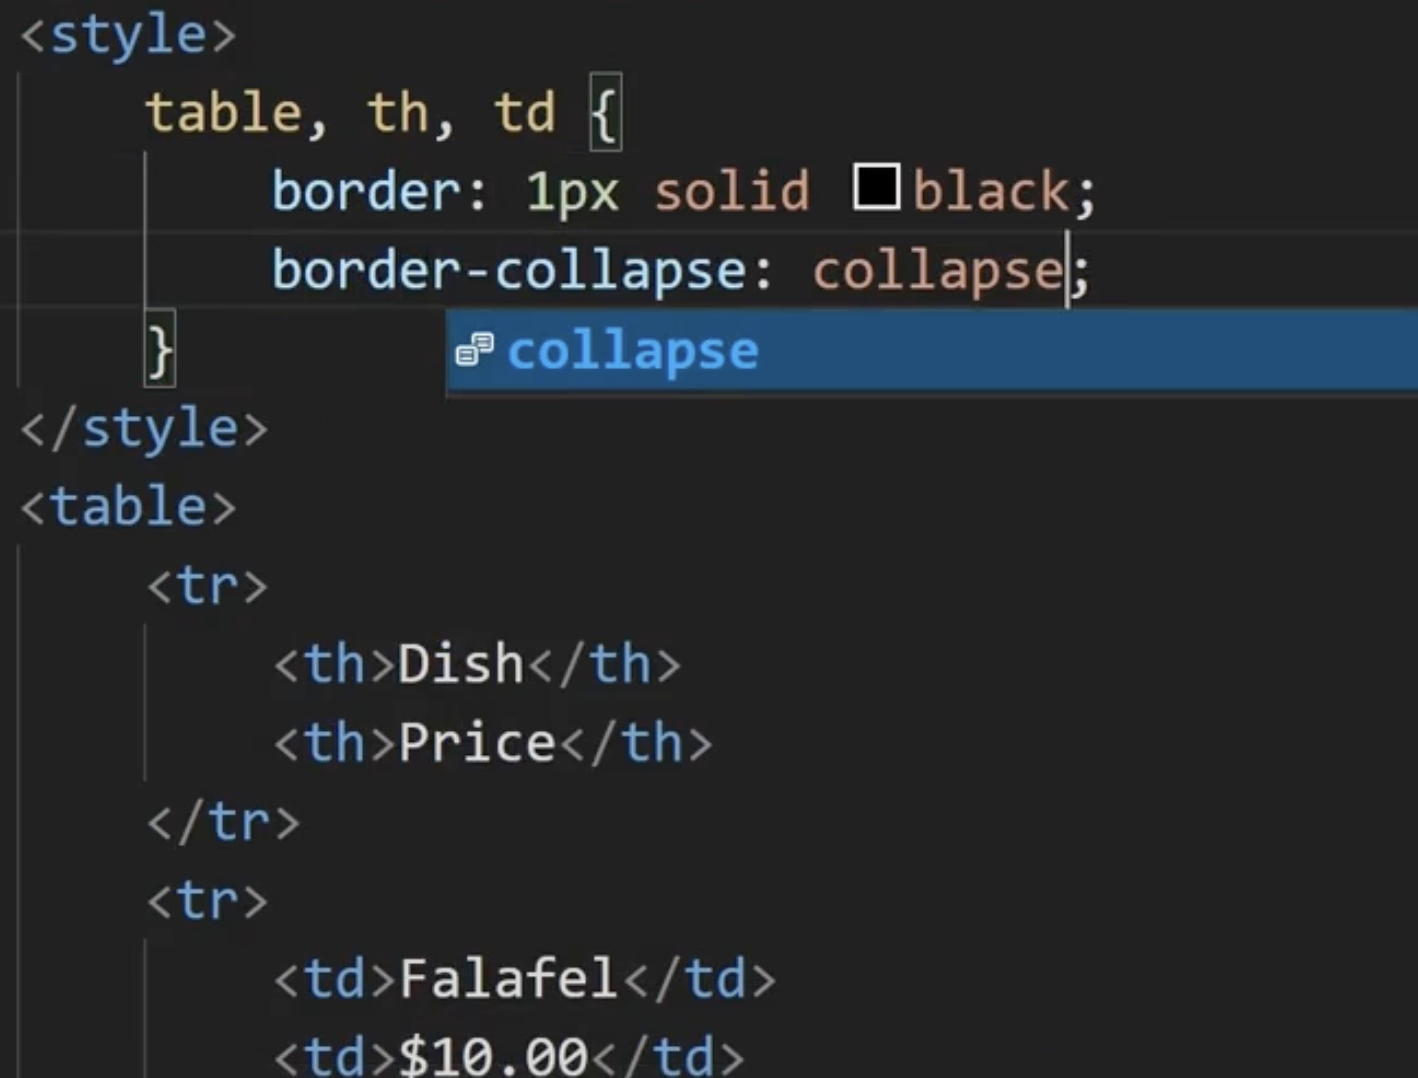 <style>
table, th, td {
border: 1px solid black;
border-collapse: collapse;
collapse
}
</style>
<table>
<tr>
<th>Dish</th>
<th>Price</th>
</tr>
<tr>
<td>Falafel</td>
<td>$10.00</td>